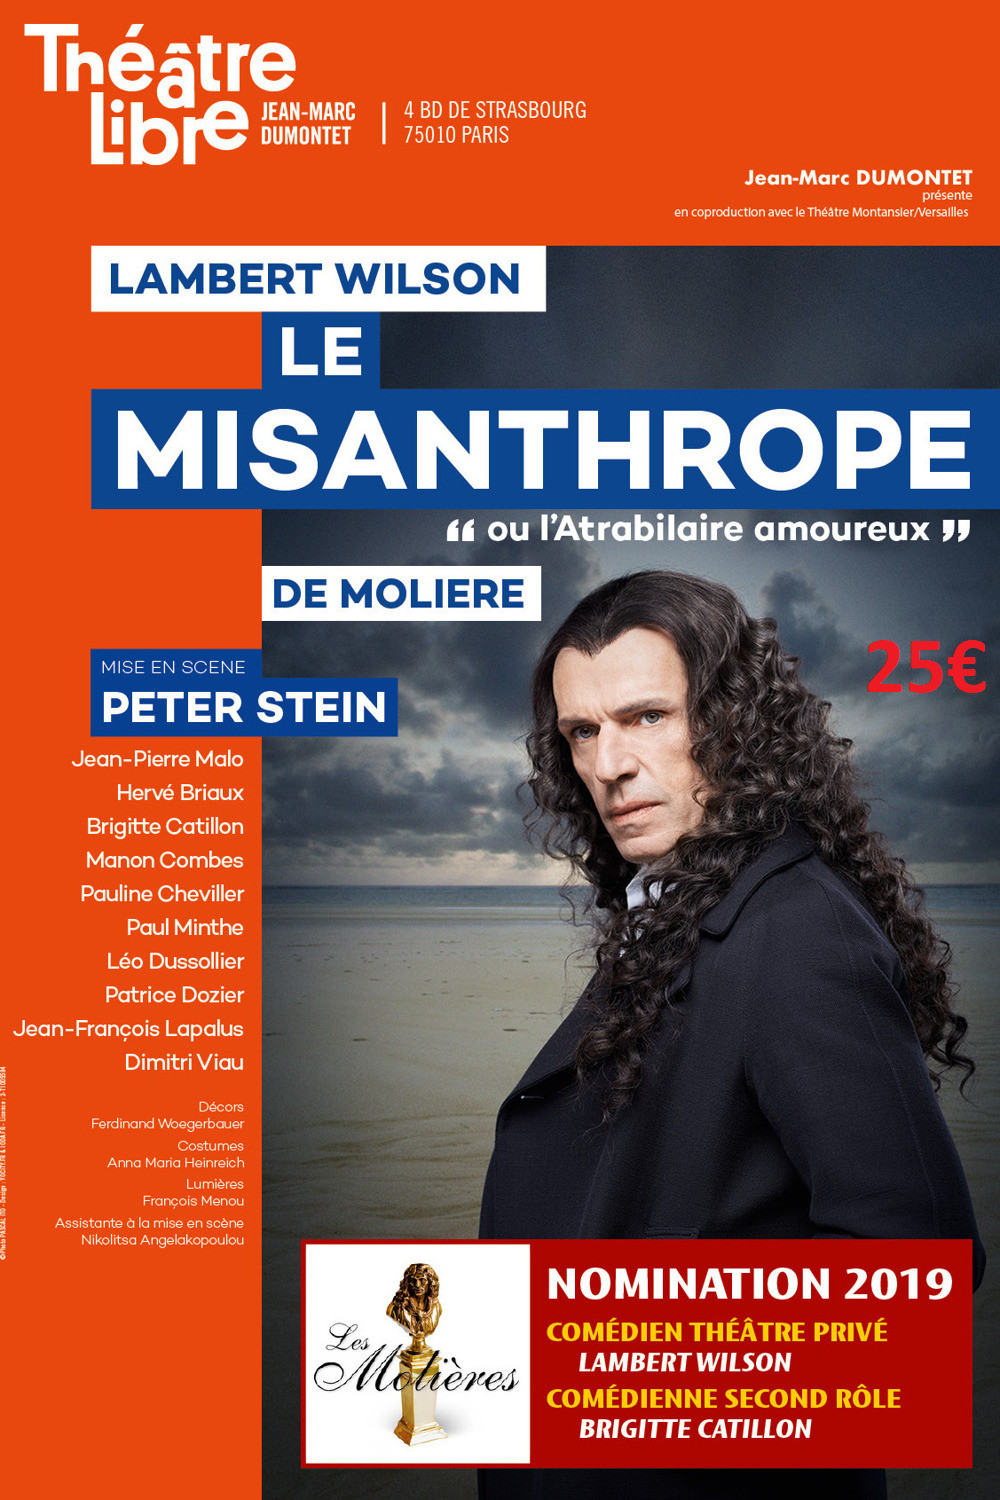 Théâtre
Libre
JEAN-MARC
DUMONTET
4 BD DE STRASBOURG
75010 PARIS
Jean-Marc DUMONTET
présente
en coproduction avec le Théâtre Montansier/Versailles
LAMBERT WILSON
LE
MISANTHROPE
“ ou l'Atrabilaire amoureux ”
DE MOLIERE
25€
MISE EN SCENE
PETER STEIN
Jean-Pierre Malo
Hervé Briaux
Brigitte Catillon
Manon Combes
Pauline Cheviller
Paul Minthe
Léo Dussollier
Patrice Dozier
Jean-François Lapalus
Dimitri Viau
Décors
Ferdinand Woegerbauer
Costumes
Anna Maria Heinreich
Lumières
François Menou
Assistante à la mise en scène
Nikolitsa Angelakopoulou
Les
Molières
NOMINATION 2019
COMÉDIEN THÉÂTRE PRIVÉ
LAMBERT WILSON
COMÉDIENNE SECOND RÔLE
BRIGITTE CATILLON